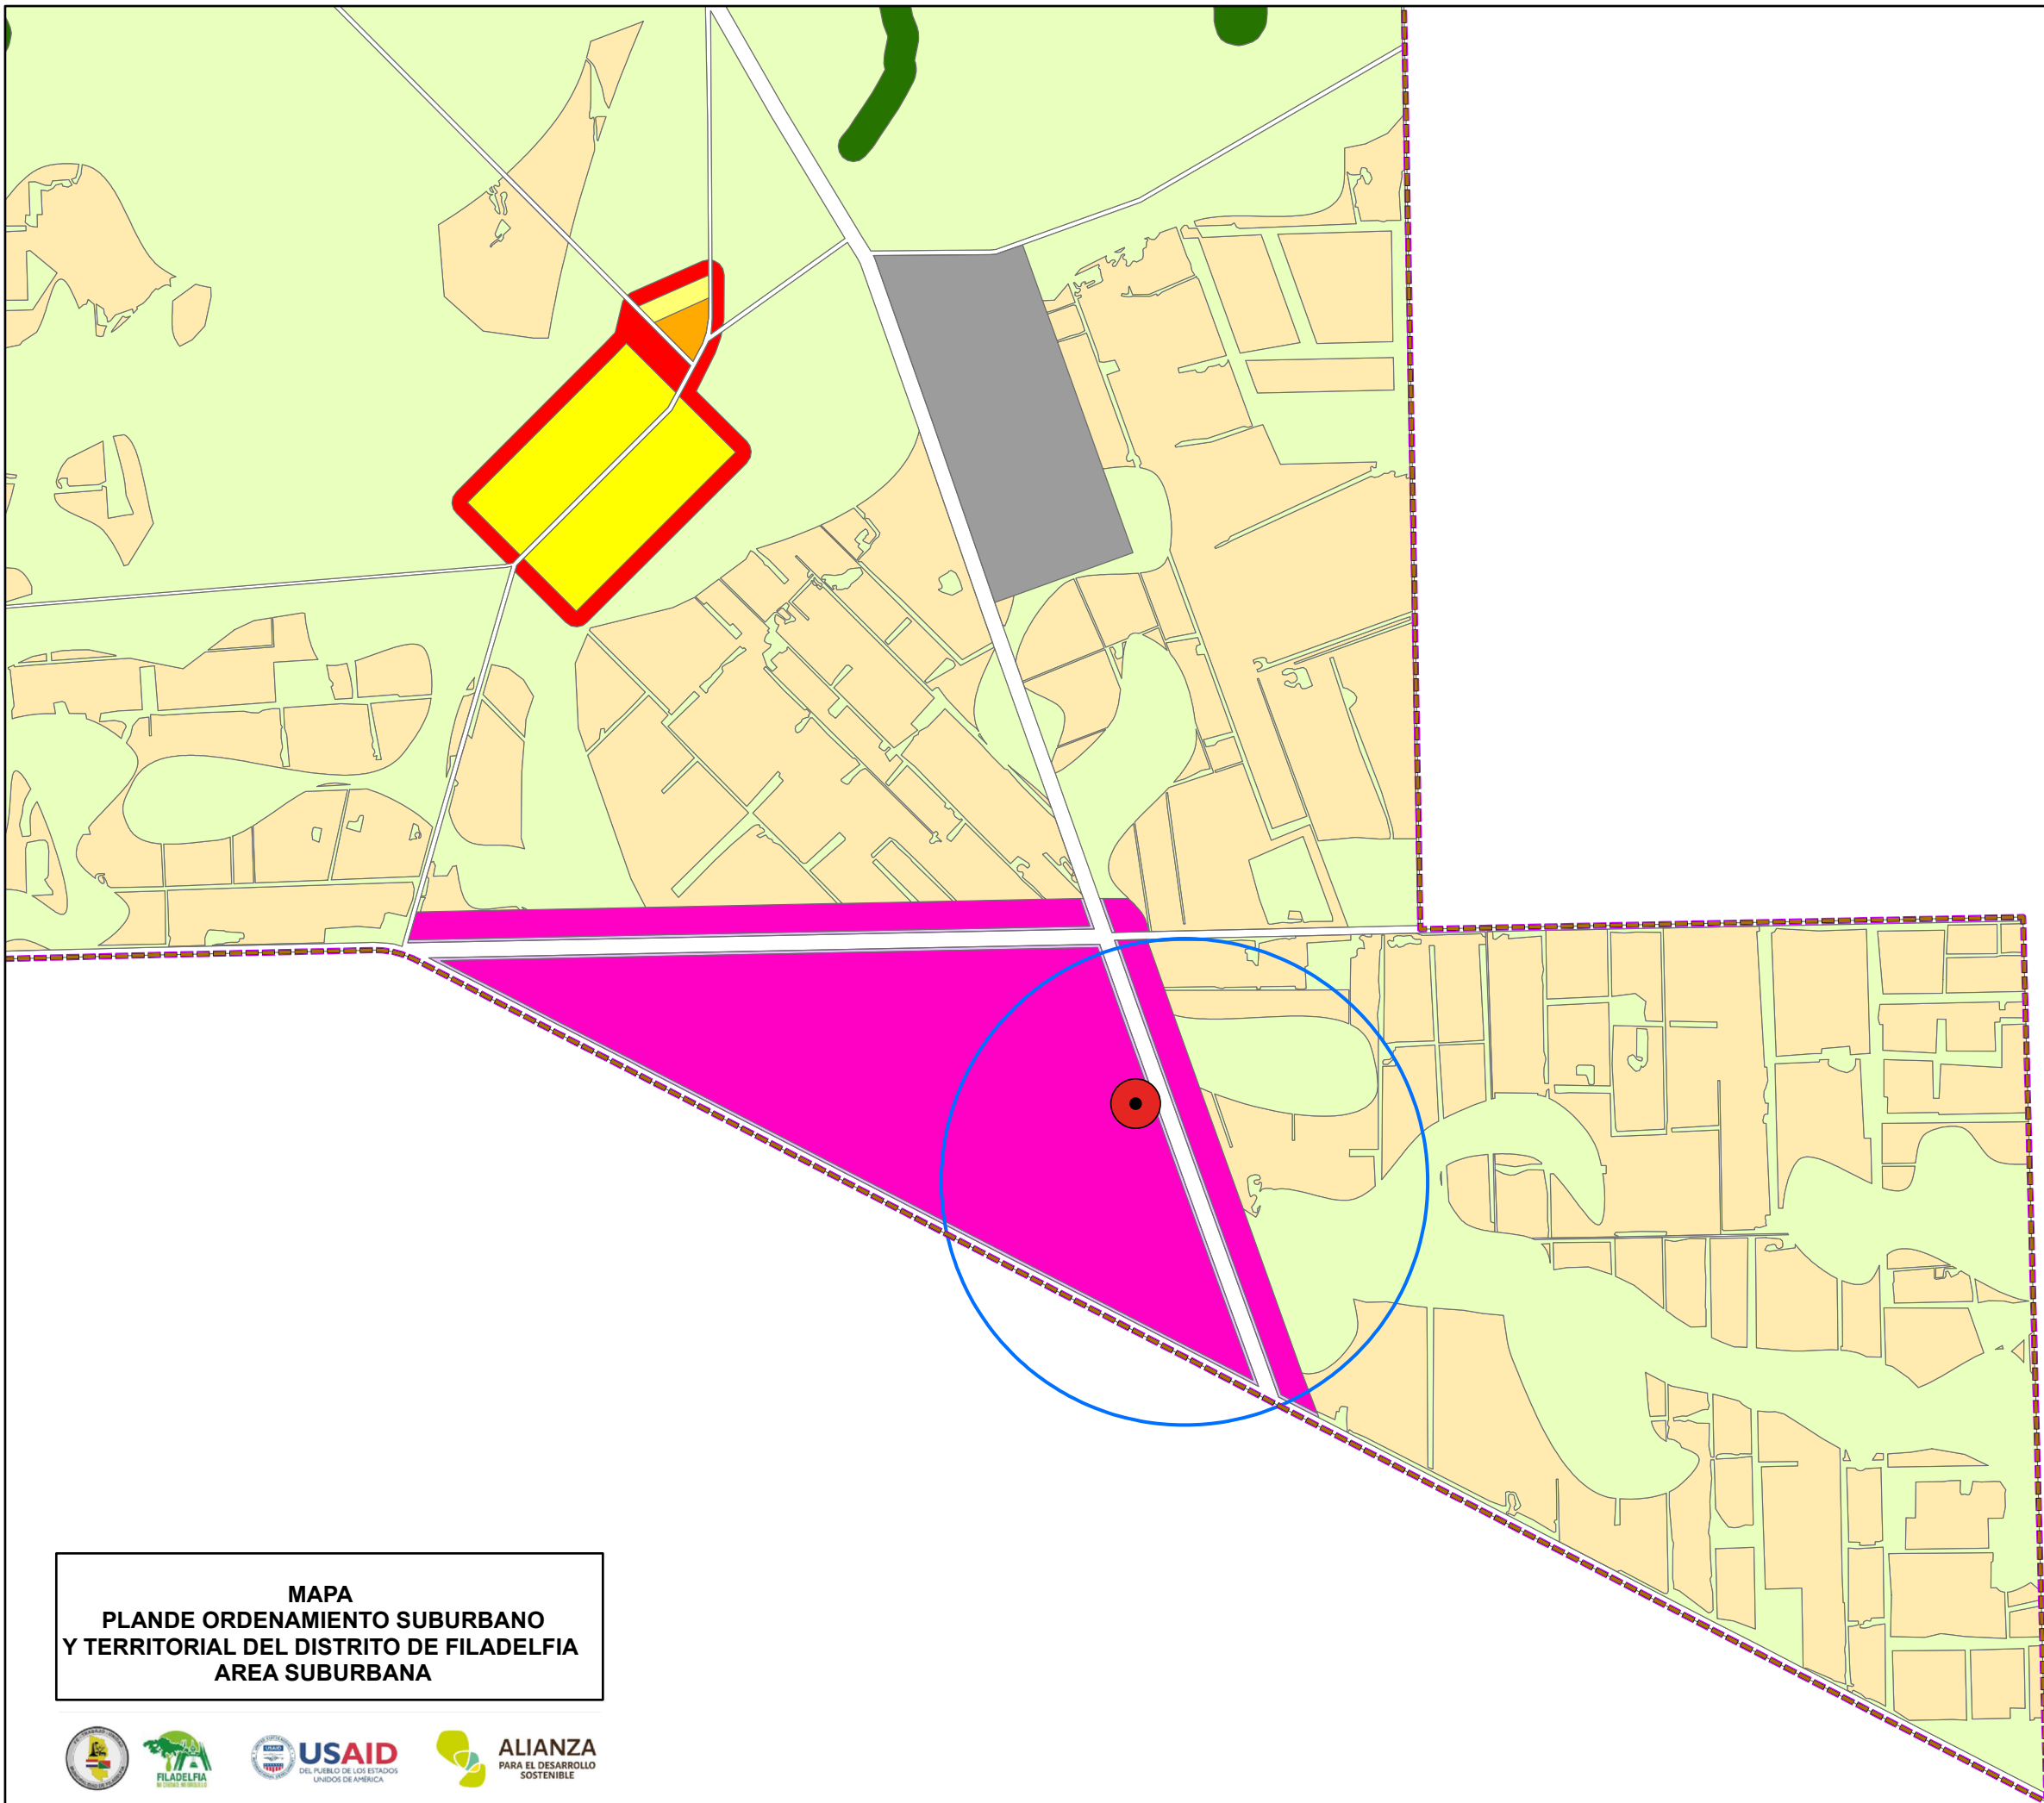 MAPA
PLANDE ORDENAMIENTO SUBURBANO
Y TERRITORIAL DEL DISTRITO DE FILADELFIA
AREA SUBURBANA
FILADELFIA
USAID
DEL PUEBLO DE LOS ESTADOS
UNIDOS DE AMÉRICA
ALIANZA
PARA EL DESARROLLO
SOSTENIBLE